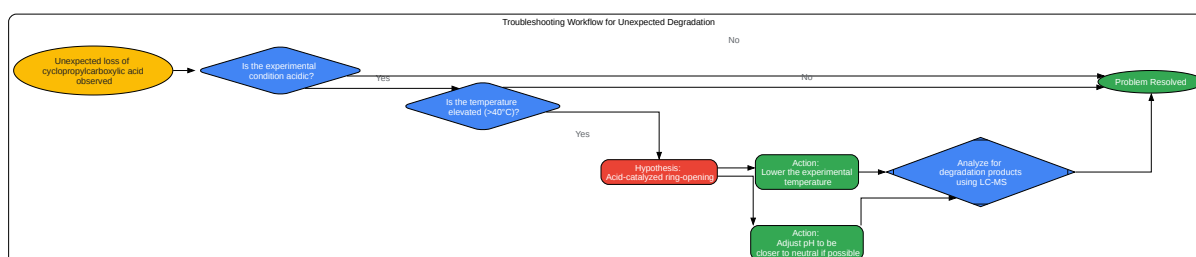 Troubleshooting Workflow for Unexpected Degradation
No
Unexpected loss of
cyclopropylcarboxylic acid
observed
Is the experimental
condition acidic?
Yes
No
Problem Resolved
Is the temperature
elevated (>40°C)?
Yes
Hypothesis:
Acid-catalyzed ring-opening
Action:
Lower the experimental
temperature
Analyze for
degradation products
using LC-MS
Action:
Adjust pH to be
closer to neutral if possible